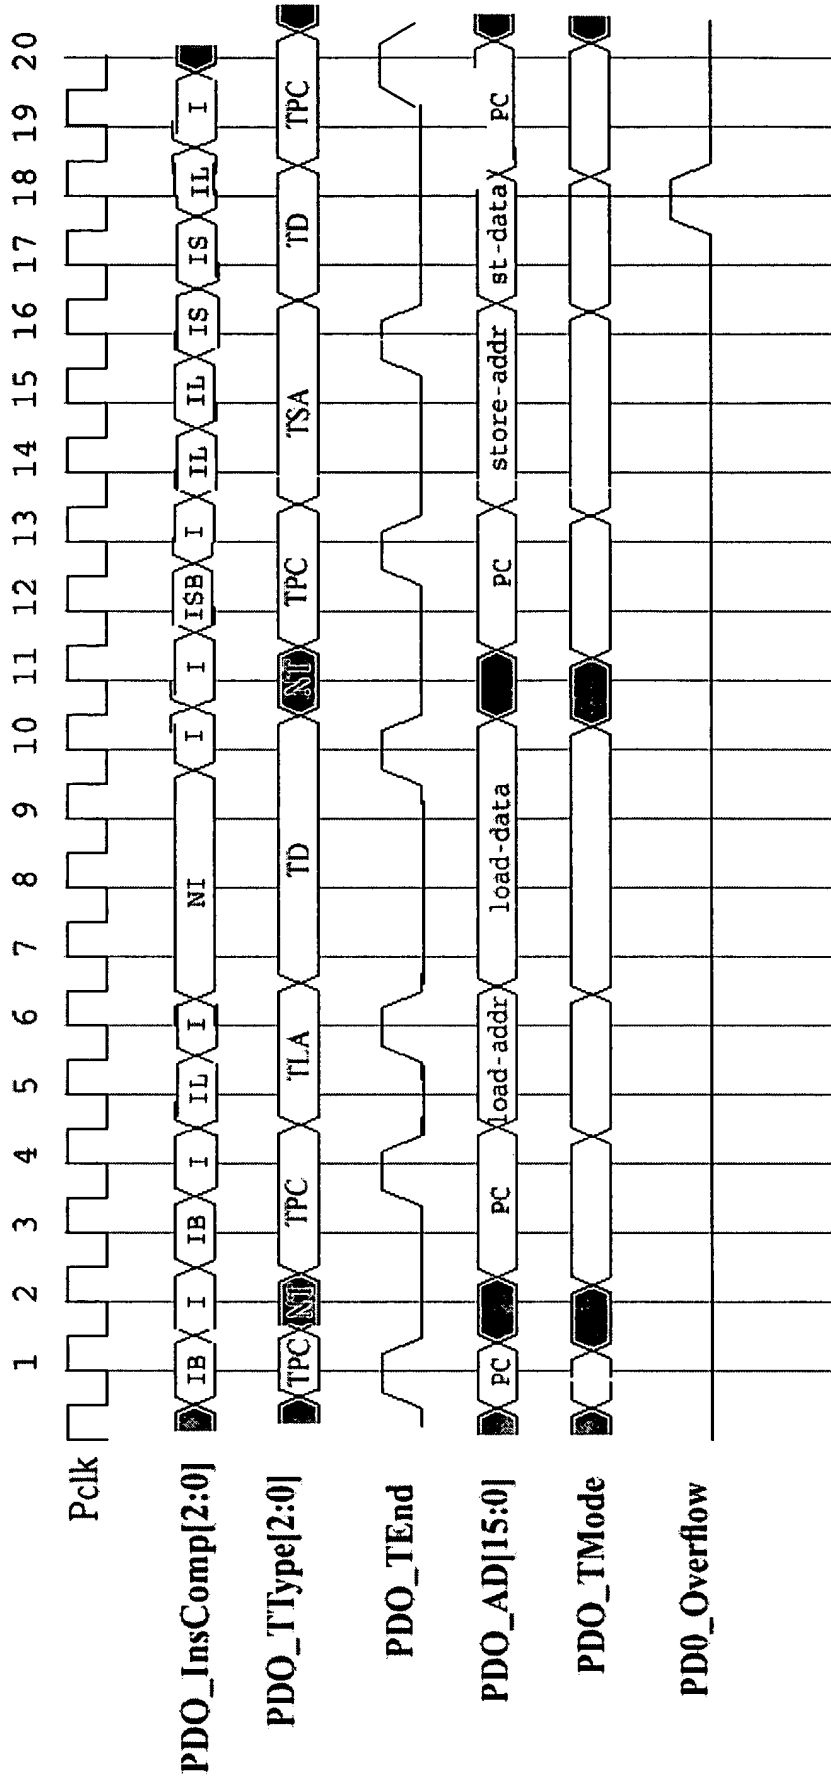 1 2 3 4 5 6 7 8 9 10 11 12 13 14 15 16 17 18 19 20
Pclk
PDO_InsComp[2:0] IB I IB I IL I NI I I ISB I IL IL IS IS IL I
PDO_TType[2:0] TPC NT TPC TLA TD NT TPC TSA TD TPC
PDO_TEnd
PDO_AD[15:0] PC PC load-addr load-data PC store-addr st-data PC
PDO_TMode
PD0_Overflow